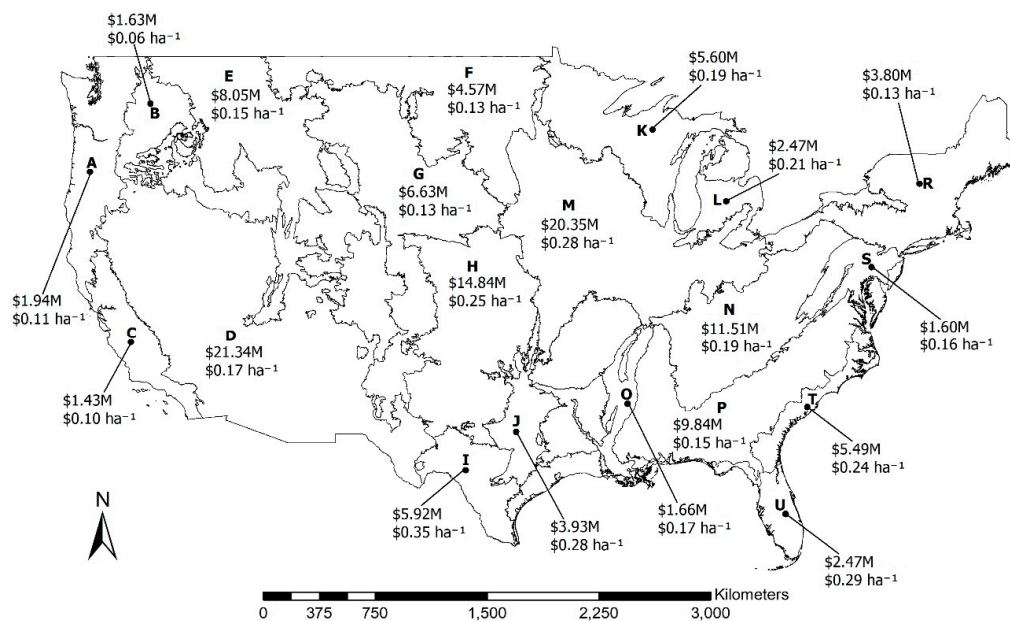 $1.63M
$0.06 ha⁻¹
B
E
$8.05M
$0.15 ha⁻¹
F
$4.57M
$0.13 ha⁻¹
$5.60M
$0.19 ha⁻¹
K
$3.80M
$0.13 ha⁻¹
R
A
$1.94M
$0.11 ha⁻¹
G
$6.63M
$0.13 ha⁻¹
M
$20.35M
$0.28 ha⁻¹
$2.47M
$0.21 ha⁻¹
L
H
$14.84M
$0.25 ha⁻¹
S
$1.60M
$0.16 ha⁻¹
N
$11.51M
$0.19 ha⁻¹
C
$1.43M
$0.10 ha⁻¹
D
$21.34M
$0.17 ha⁻¹
O
$1.66M
$0.17 ha⁻¹
P
$9.84M
$0.15 ha⁻¹
T
$5.49M
$0.24 ha⁻¹
J
$3.93M
$0.28 ha⁻¹
I
$5.92M
$0.35 ha⁻¹
U
$2.47M
$0.29 ha⁻¹
N
Kilometers
0 375 750 1,500 2,250 3,000